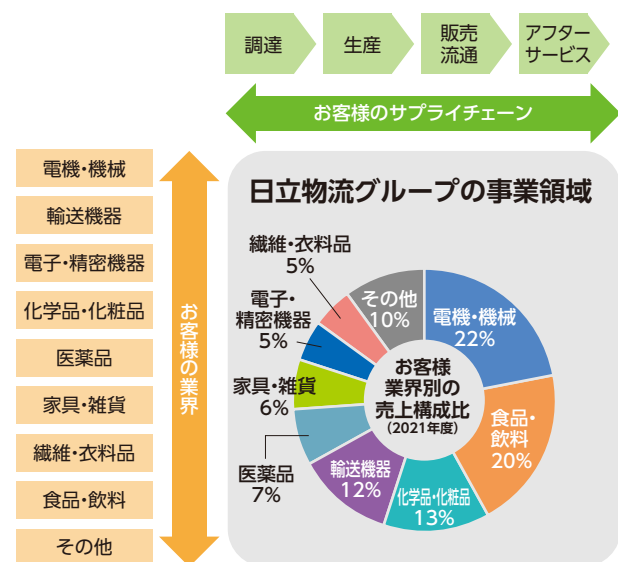 調達
生産
販売
流通
アフター
サービス
お客様のサプライチェーン
電機・機械
輸送機器
電子・精密機器
化学品・化粧品
医薬品
家具・雑貨
繊維・衣料品
食品・飲料
その他
お客様の業界
日立物流グループの事業領域
繊維・衣料品
5%
電子・
精密機器
5%
家具・雑貨
6%
医薬品
7%
輸送機器
12%
化学品・化粧品
13%
食品・
飲料
20%
電機・機械
22%
その他
10%
お客様
業界別の
売上構成比
(2021年度)